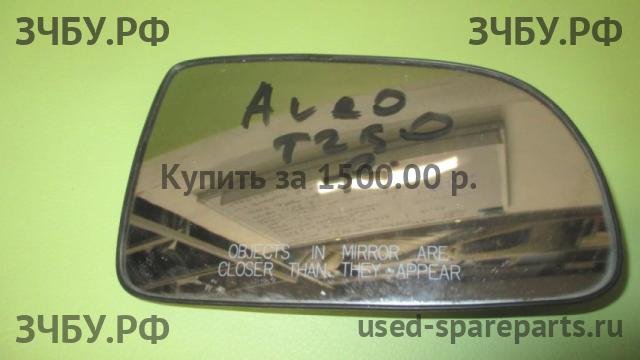 ЗЧБУ.РФ
ЗЧБУ.РФ
Aveo
T250
Купить за 1500.00 р.
OBJECTS IN MIRROR ARE
CLOSER THAN THEY APPEAR
ЗЧБУ.РФ
used-spareparts.ru